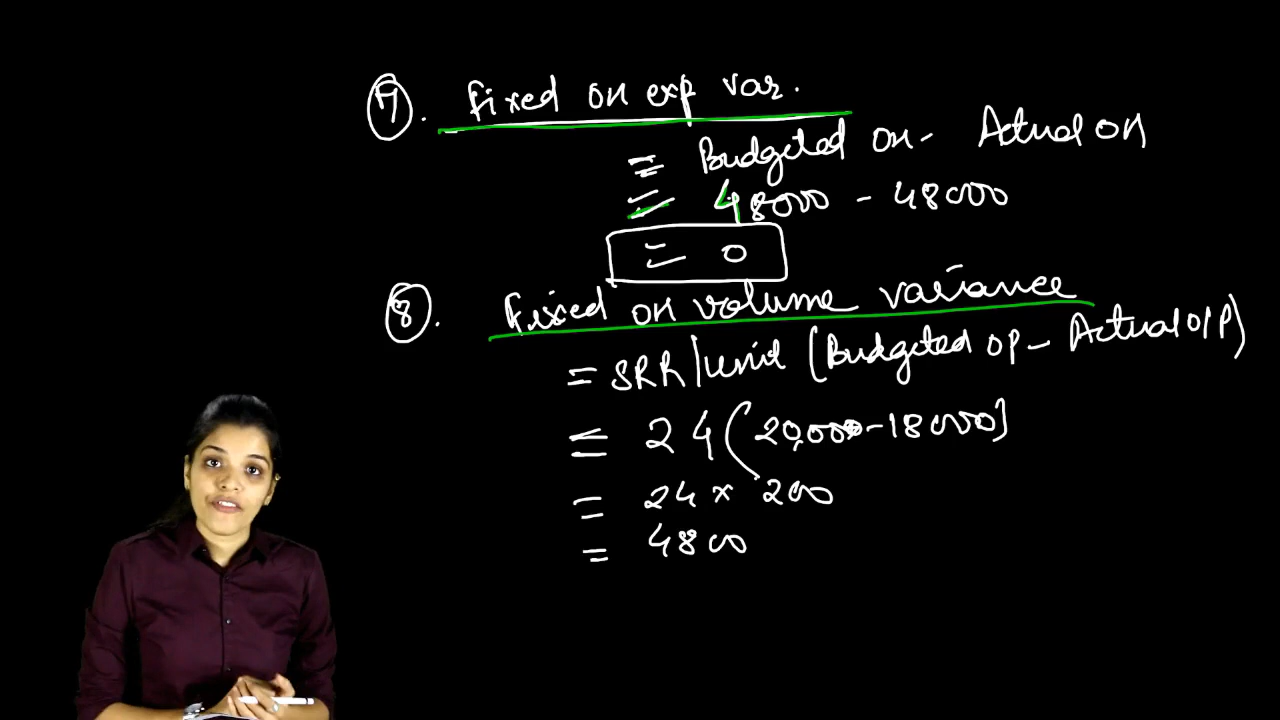 7. Fixed OH exp var.
= Budgeted OH - Actual OH
= 48000 - 48000
= 0
8. Fixed OH volume variance
= SRR/unit (Budgeted OP - Actual O/P)
= 24 (20,000 - 18000)
= 24 x 200
= 4800